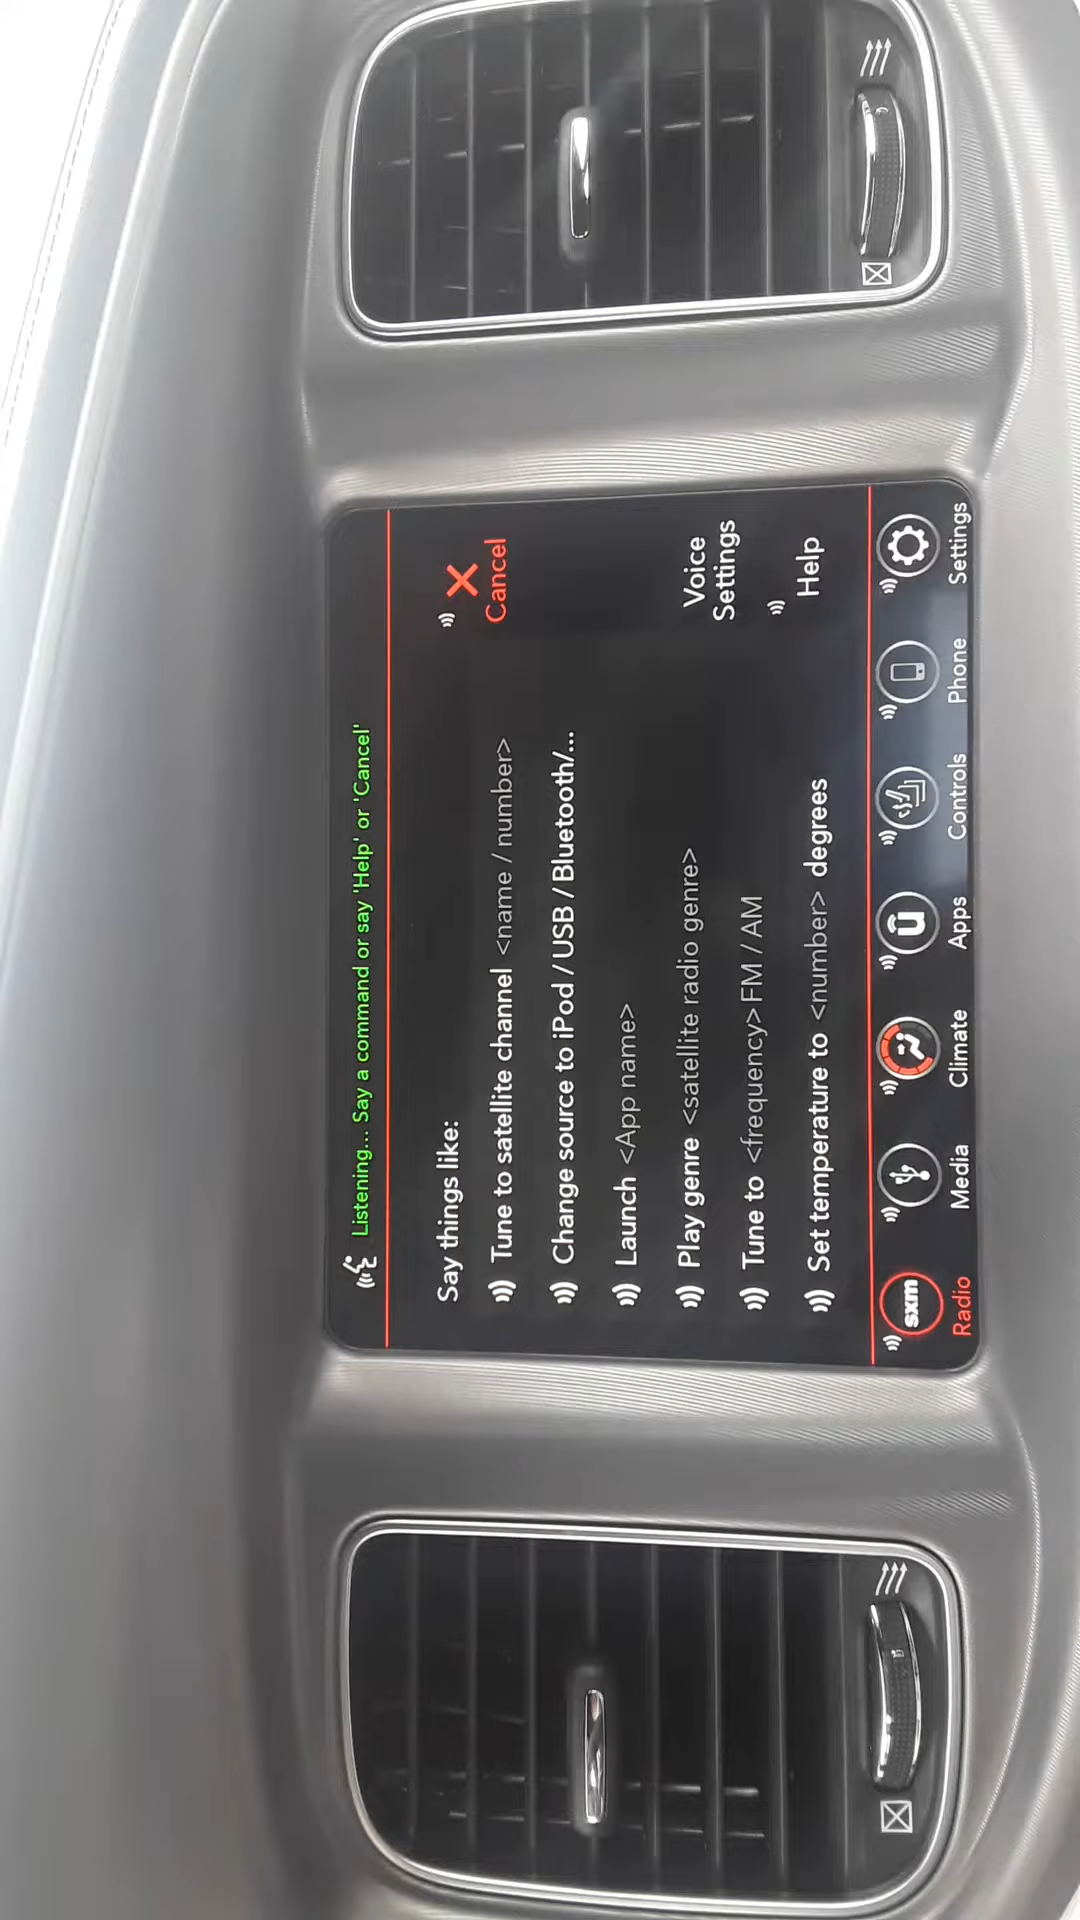 Listening... Say a command or say 'Help' or 'Cancel'
Say things like:
Tune to satellite channel <name / number>
Change source to iPod / USB / Bluetooth/...
Launch <App name>
Play genre <satellite radio genre>
Tune to <frequency> FM / AM
Set temperature to <number> degrees
Cancel
Voice
Settings
Help
sxm
Radio
Media
Climate
Apps
Controls
Phone
Settings